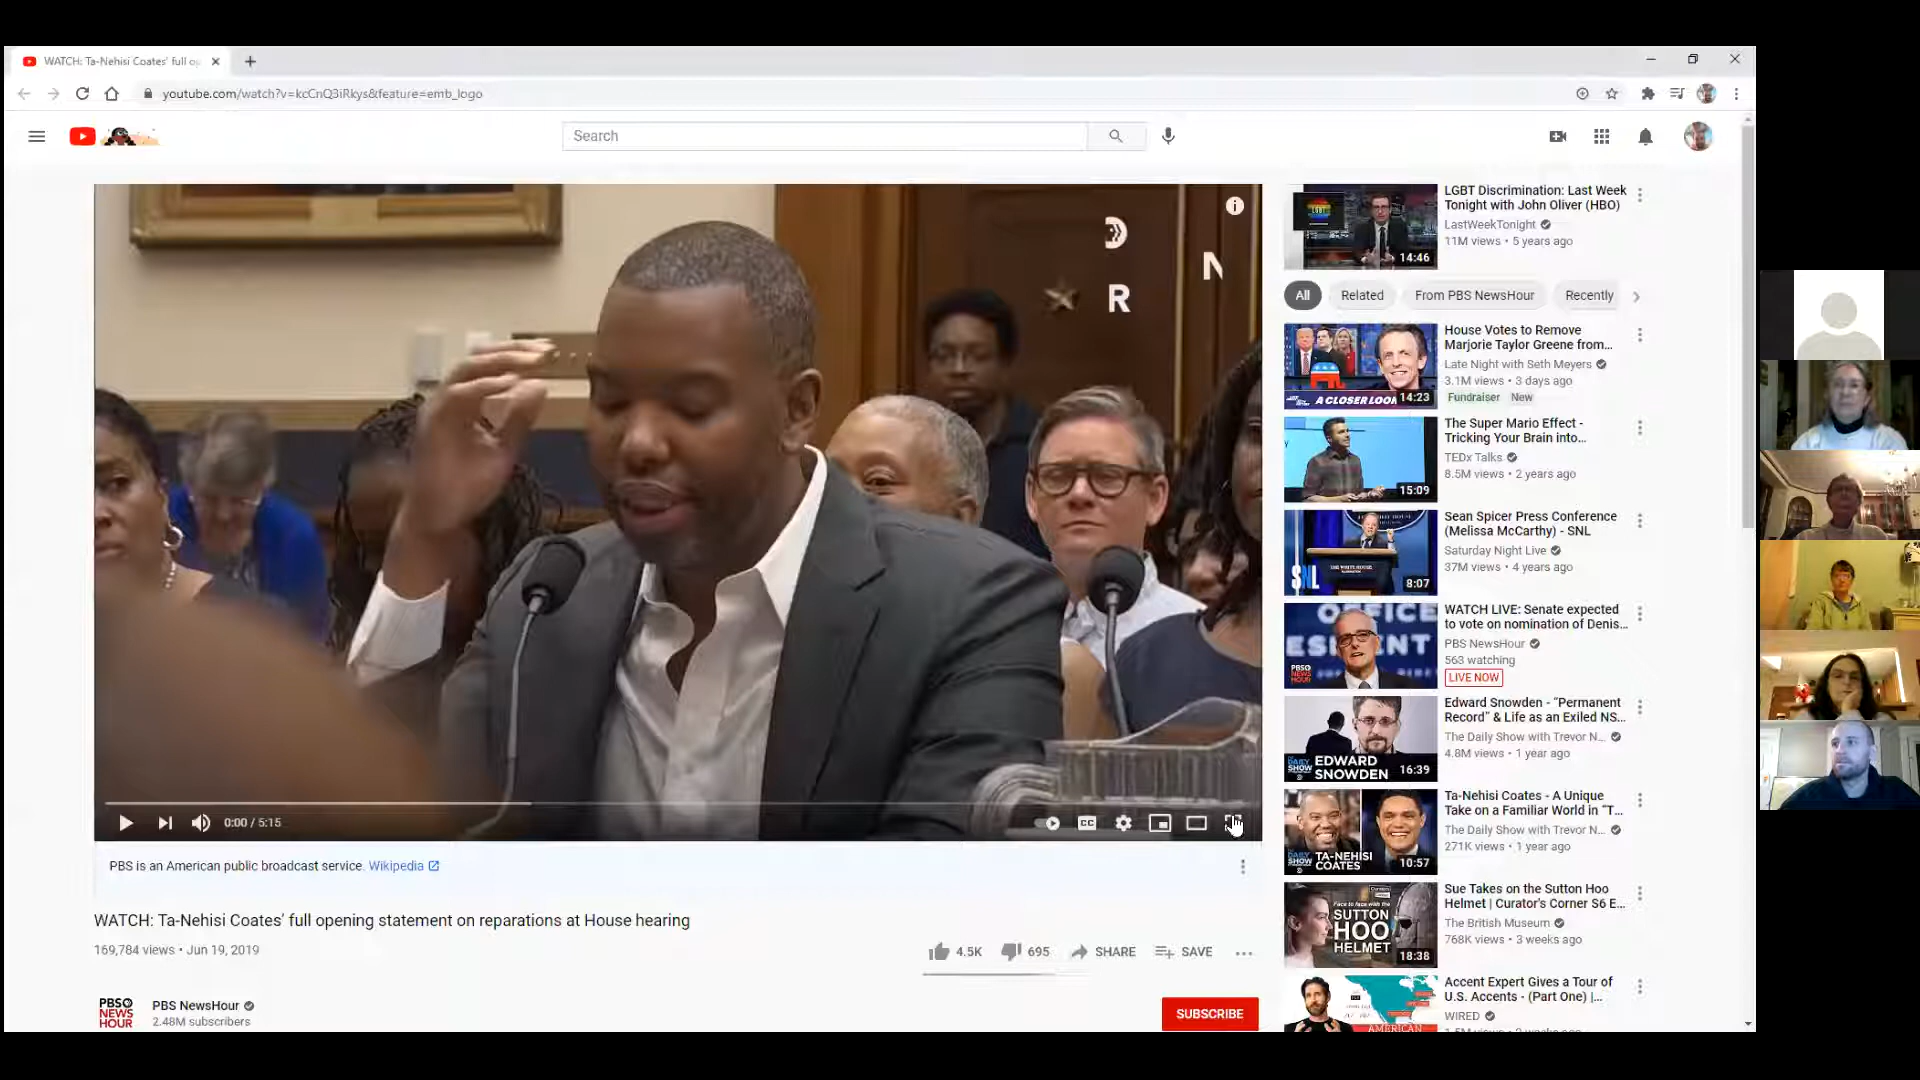 WATCH: Ta-Nehisi Coates' full op
youtube.com/watch?v=kcCnQ3iRkys&feature=emb_logo
Search
N
R
0:00 / 5:15
CC
PBS is an American public broadcast service. Wikipedia
WATCH: Ta-Nehisi Coates' full opening statement on reparations at House hearing
169,784 views • Jun 19, 2019
4.5K
695
SHARE
SAVE
PBS
NEWS
HOUR
PBS NewsHour
2.48M subscribers
SUBSCRIBE
14:46
LGBT Discrimination: Last Week
Tonight with John Oliver (HBO)
LastWeekTonight
11M views • 5 years ago
All
Related
From PBS NewsHour
Recently
A CLOSER LOOK
14:23
House Votes to Remove
Marjorie Taylor Greene from...
Late Night with Seth Meyers
3.1M views • 3 days ago
Fundraiser
New
15:09
The Super Mario Effect -
Tricking Your Brain into...
TEDx Talks
8.5M views • 2 years ago
SNL
8:07
Sean Spicer Press Conference
(Melissa McCarthy) - SNL
Saturday Night Live
37M views • 4 years ago
OFFICE
ESIDENT
PBS
NEWS
HOUR
WATCH LIVE: Senate expected
to vote on nomination of Denis...
PBS NewsHour
563 watching
LIVE NOW
EDWARD
SNOWDEN
16:39
Edward Snowden - "Permanent
Record" & Life as an Exiled NS...
The Daily Show with Trevor N...
4.8M views • 1 year ago
TA-NEHISI
COATES
10:57
Ta-Nehisi Coates - A Unique
Take on a Familiar World in "T...
The Daily Show with Trevor N...
271K views • 1 year ago
SUTTON
HOO
HELMET
18:38
Sue Takes on the Sutton Hoo
Helmet | Curator's Corner S6 E...
The British Museum
768K views • 3 weeks ago
AMERICAN
Accent Expert Gives a Tour of
U.S. Accents - (Part One) |...
WIRED